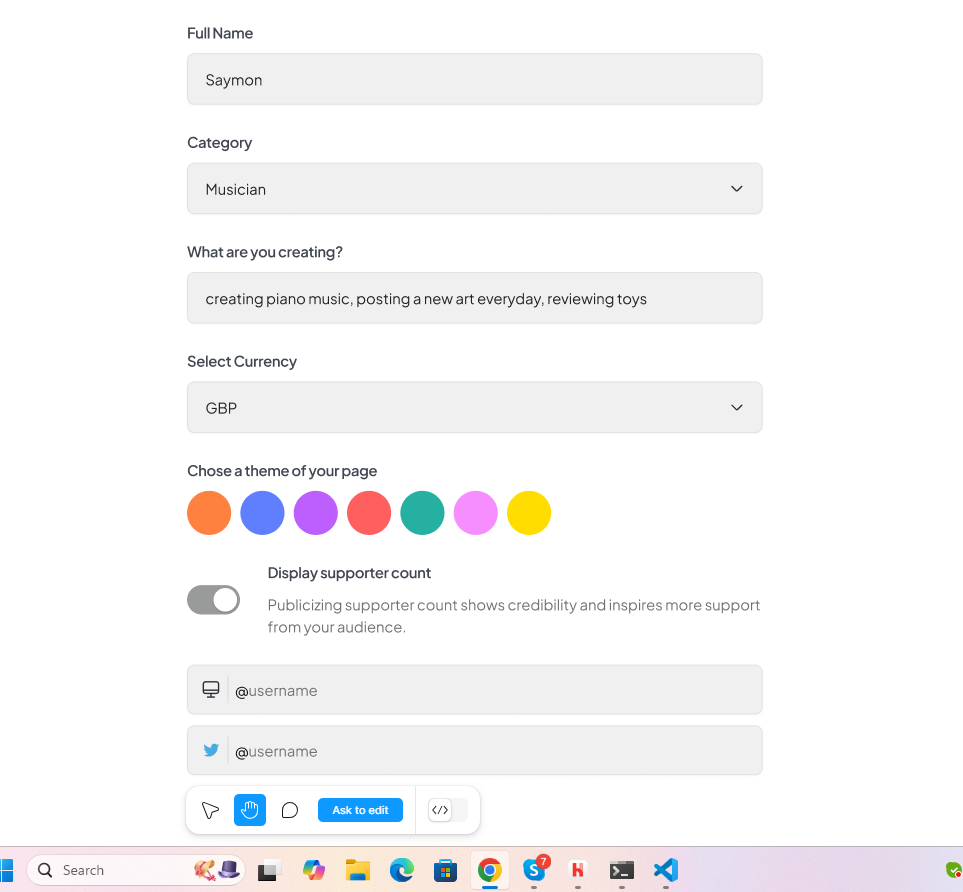 Full Name
Saymon
Category
Musician
What are you creating?
creating piano music, posting a new art everyday, reviewing toys
Select Currency
GBP
Chose a theme of your page
Display supporter count
Publicizing supporter count shows credibility and inspires more support
from your audience.
@username
@username
Ask to edit
</>
Search
S
7
H